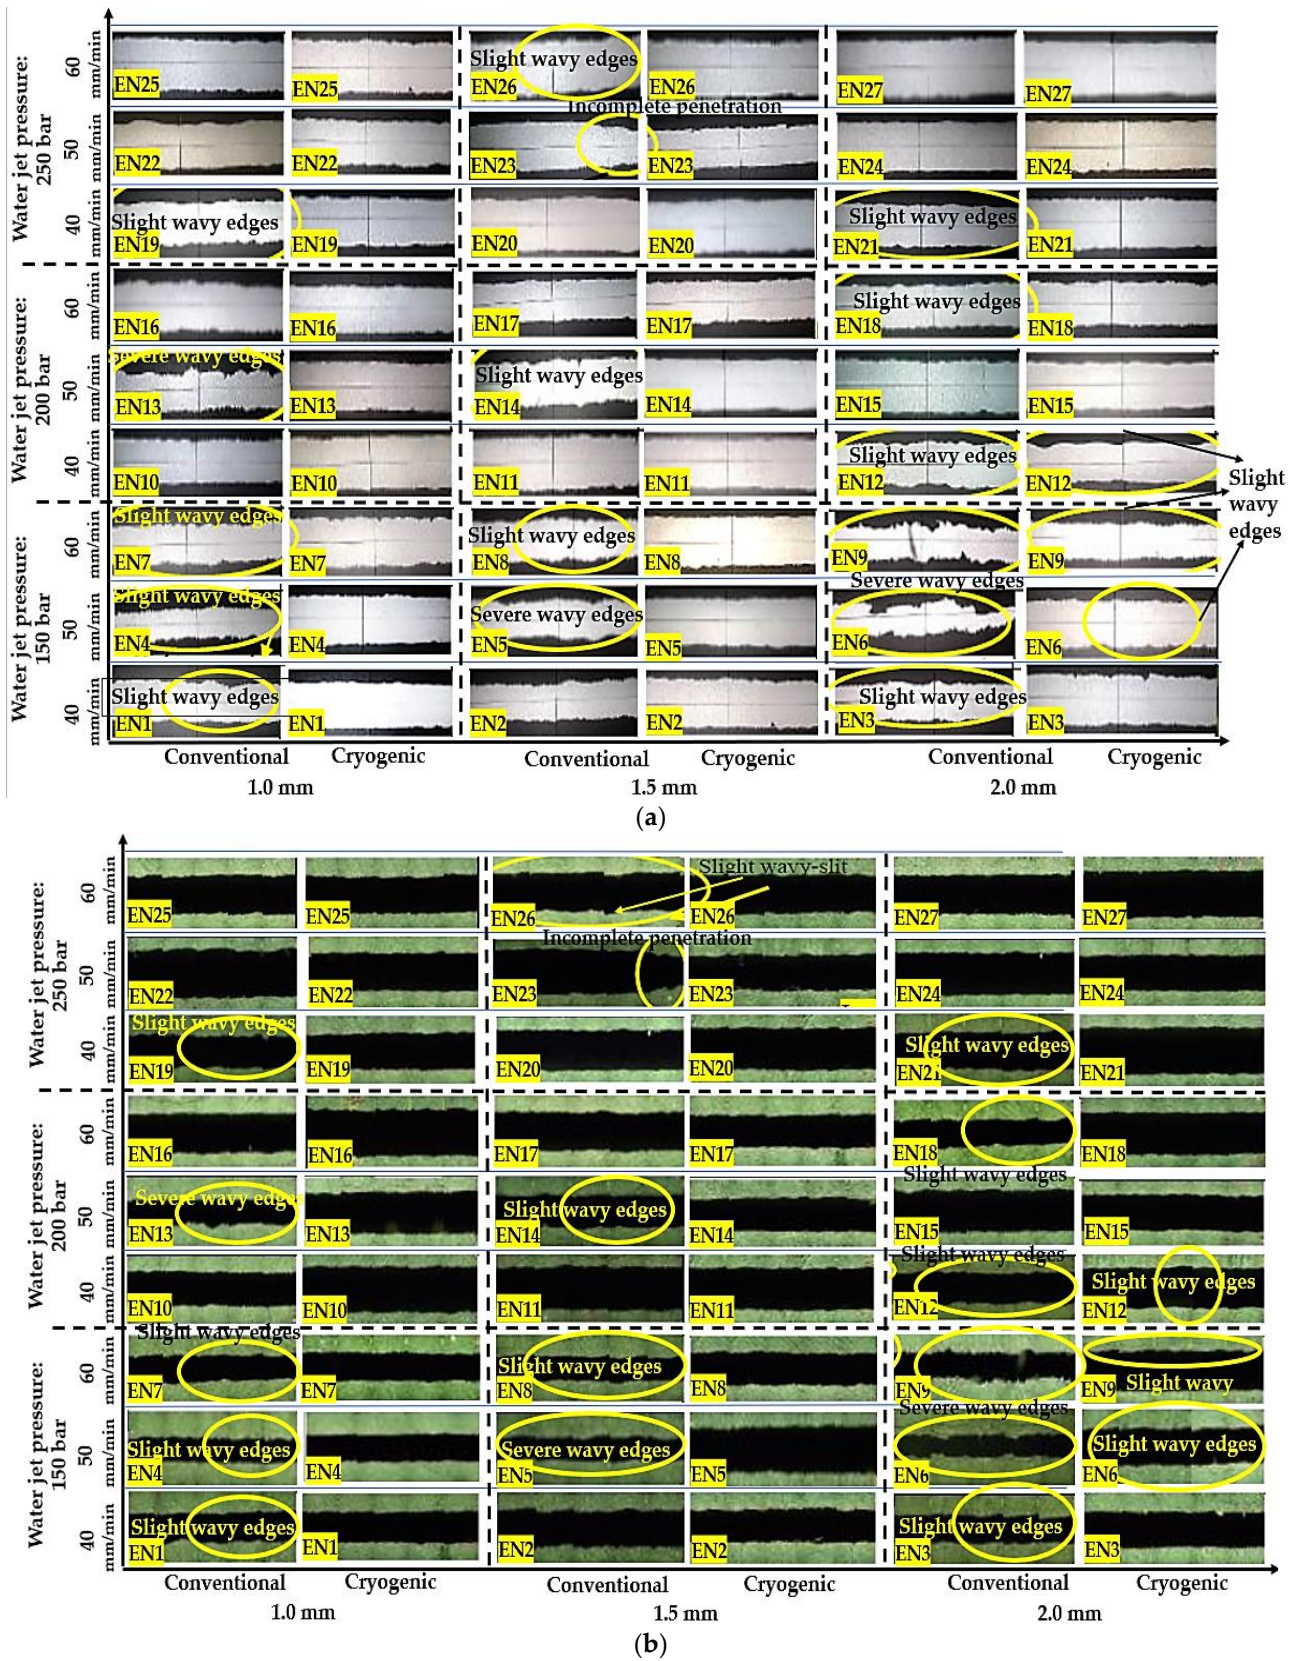 Water jet pressure:
250 bar
60
mm/min
Slight wavy edges
EN25
EN25
EN26
EN26
EN27
EN27
Incomplete penetration
50
mm/min
EN22
EN22
EN23
EN23
EN24
EN24
40
mm/min
Slight wavy edges
Slight wavy edges
EN19
EN19
EN20
EN20
EN21
EN21
Water jet pressure:
200 bar
60
mm/min
Slight wavy edges
EN16
EN16
EN17
EN17
EN18
EN18
Severe wavy edges
50
mm/min
Slight wavy edges
EN13
EN13
EN14
EN14
EN15
EN15
40
mm/min
Slight wavy edges
EN10
EN10
EN11
EN11
EN12
EN12
Slight
wavy
edges
Water jet pressure:
150 bar
Slight wavy edges
60
mm/min
Slight wavy edges
EN7
EN7
EN8
EN8
EN9
EN9
Severe wavy edges
Slight wavy edges
50
mm/min
Severe wavy edges
EN4
EN4
EN5
EN5
EN6
EN6
40
mm/min
Slight wavy edges
Slight wavy edges
EN1
EN1
EN2
EN2
EN3
EN3
Conventional
Cryogenic
Conventional
Cryogenic
Conventional
Cryogenic
1.0 mm
1.5 mm
2.0 mm
(a)
Water jet pressure:
250 bar
60
mm/min
Slight wavy-slit
EN25
EN25
EN26
EN26
EN27
EN27
Incomplete penetration
50
mm/min
EN22
EN22
EN23
EN23
EN24
EN24
Slight wavy edges
40
mm/min
Slight wavy edges
EN19
EN19
EN20
EN20
EN21
EN21
Water jet pressure:
200 bar
60
mm/min
EN16
EN16
EN17
EN17
EN18
EN18
Slight wavy edges
Severe wavy edges
50
mm/min
Slight wavy edges
EN13
EN13
EN14
EN14
EN15
EN15
Slight wavy edges
40
mm/min
Slight wavy edges
EN10
EN10
EN11
EN11
EN12
EN12
Water jet pressure:
150 bar
Slight wavy edges
60
mm/min
Slight wavy edges
Slight wavy
EN7
EN7
EN8
EN8
EN9
EN9
Severe wavy edges
50
mm/min
Slight wavy edges
Severe wavy edges
Slight wavy edges
EN4
EN4
EN5
EN5
EN6
EN6
40
mm/min
Slight wavy edges
Slight wavy edges
EN1
EN1
EN2
EN2
EN3
EN3
Conventional
Cryogenic
Conventional
Cryogenic
Conventional
Cryogenic
1.0 mm
1.5 mm
2.0 mm
(b)